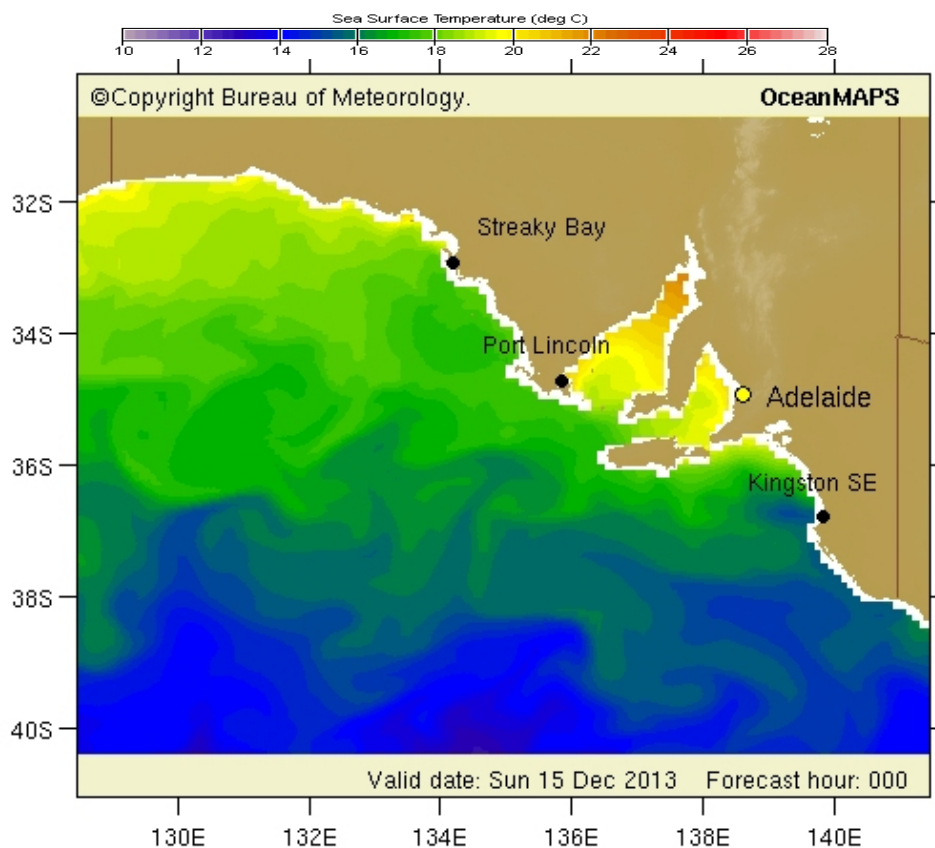 Sea Surface Temperature (deg C)
10 12 14 16 18 20 22 24 26 28
©Copyright Bureau of Meteorology. OceanMAPS
32S
Streaky Bay
34S
Port Lincoln
Adelaide
36S
Kingston SE
38S
40S
Valid date: Sun 15 Dec 2013 Forecast hour: 000
130E 132E 134E 136E 138E 140E